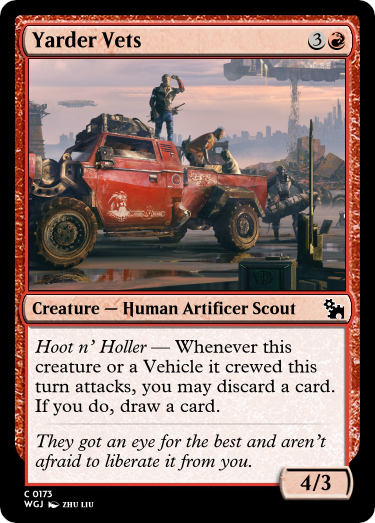 Yarder Vets
3
Creature — Human Artificer Scout
Hoot n' Holler — Whenever this
creature or a Vehicle it crewed this
turn attacks, you may discard a card.
If you do, draw a card.
They got an eye for the best and aren't
afraid to liberate it from you.
4/3
C 0173
WGJ ZHU LIU